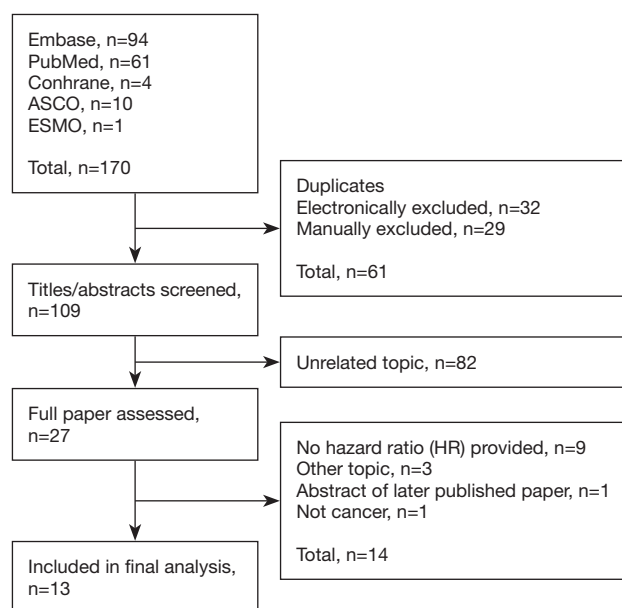 Embase, n=94
PubMed, n=61
Conhrane, n=4
ASCO, n=10
ESMO, n=1
Total, n=170
Duplicates
Electronically excluded, n=32
Manually excluded, n=29
Total, n=61
Titles/abstracts screened,
n=109
Unrelated topic, n=82
Full paper assessed,
n=27
No hazard ratio (HR) provided, n=9
Other topic, n=3
Abstract of later published paper, n=1
Not cancer, n=1
Total, n=14
Included in final analysis,
n=13